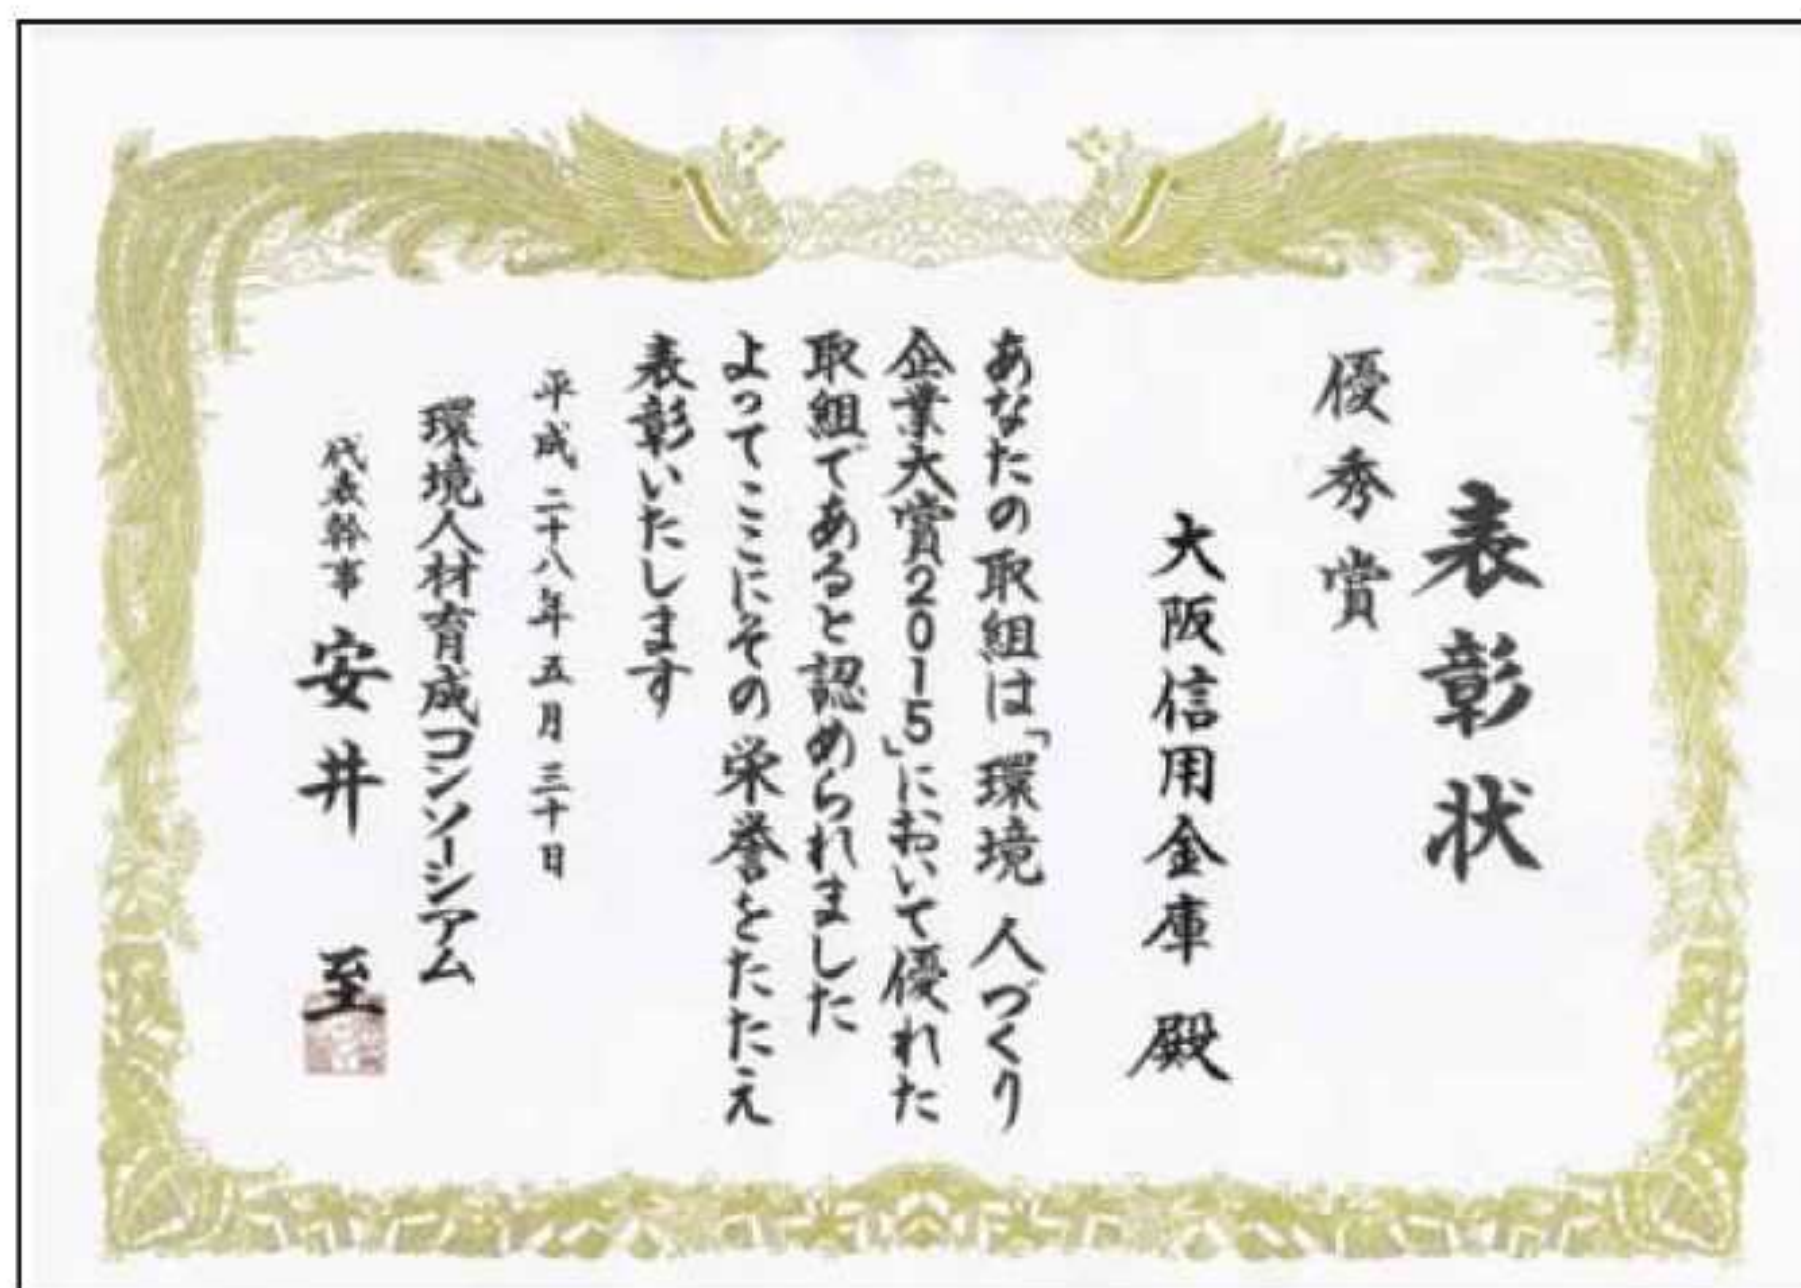 表彰状
優秀賞
大阪信用金庫 殿
あなたの取組は「環境 人づくり
企業大賞2015」において優れた
取組であると認められました
よってここにその栄誉をたたえ
表彰いたします
平成二十八年五月三十日
環境人材育成コンソーシアム
代表幹事 安井 至